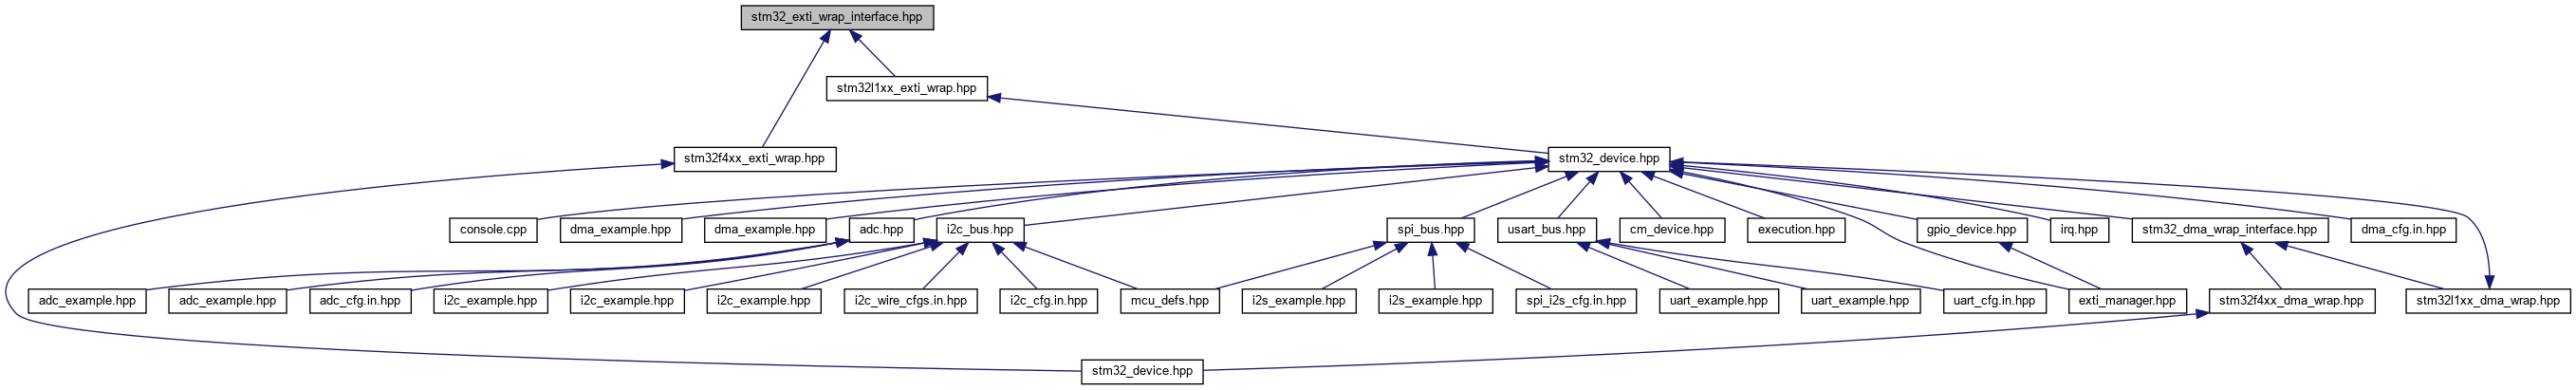 stm32_exti_wrap_interface.hpp
stm32l1xx_exti_wrap.hpp
stm32f4xx_exti_wrap.hpp
stm32_device.hpp
console.cpp
dma_example.hpp
dma_example.hpp
adc.hpp
i2c_bus.hpp
spi_bus.hpp
usart_bus.hpp
cm_device.hpp
execution.hpp
gpio_device.hpp
irq.hpp
stm32_dma_wrap_interface.hpp
dma_cfg.in.hpp
adc_example.hpp
adc_example.hpp
adc_cfg.in.hpp
i2c_example.hpp
i2c_example.hpp
i2c_example.hpp
i2c_wire_cfgs.in.hpp
i2c_cfg.in.hpp
mcu_defs.hpp
i2s_example.hpp
i2s_example.hpp
spi_i2s_cfg.in.hpp
uart_example.hpp
uart_example.hpp
uart_cfg.in.hpp
exti_manager.hpp
stm32f4xx_dma_wrap.hpp
stm32l1xx_dma_wrap.hpp
stm32_device.hpp